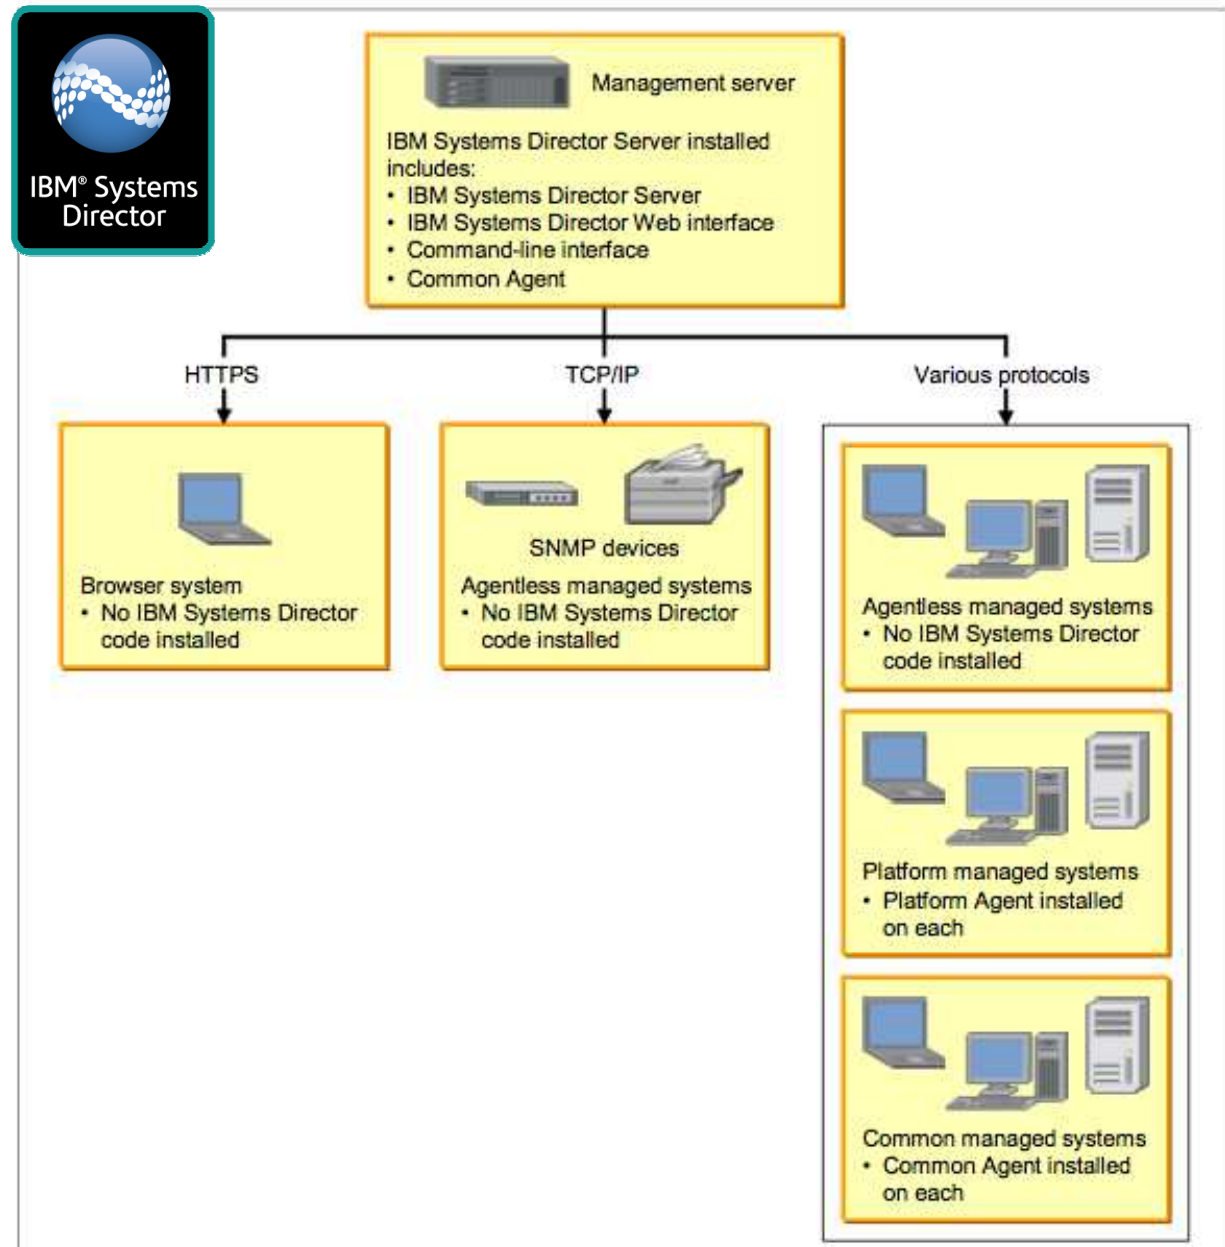 IBM® Systems
Director
Management server
IBM Systems Director Server installed
includes:
• IBM Systems Director Server
• IBM Systems Director Web interface
• Command-line interface
• Common Agent
HTTPS
TCP/IP
Various protocols
Browser system
• No IBM Systems Director
code installed
SNMP devices
Agentless managed systems
• No IBM Systems Director
code installed
Agentless managed systems
• No IBM Systems Director
code installed
Platform managed systems
• Platform Agent installed
on each
Common managed systems
• Common Agent installed
on each